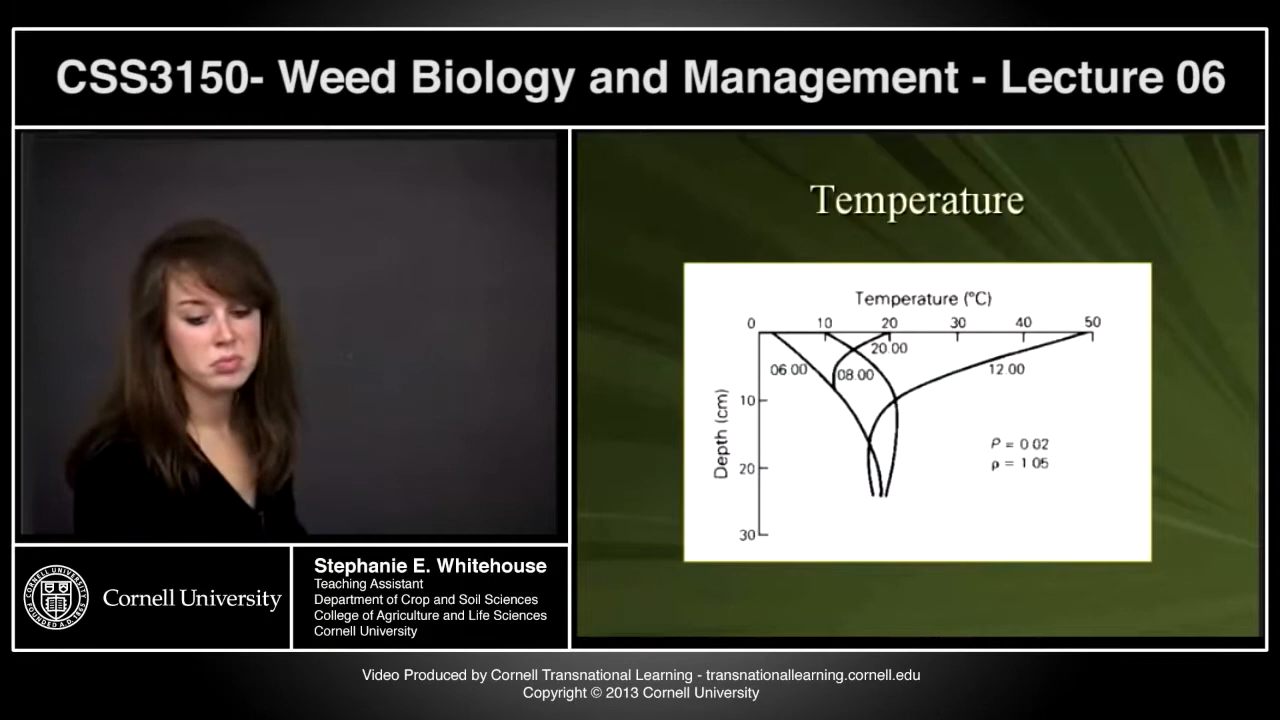 CSS3150- Weed Biology and Management - Lecture 06
Temperature
Temperature (°C)
0 10 20 30 40 50
20.00
06 00 08.00 12.00
Depth (cm)
10
20
30
P = 0 02
ρ = 1 05
Cornell University
Stephanie E. Whitehouse
Teaching Assistant
Department of Crop and Soil Sciences
College of Agriculture and Life Sciences
Cornell University
Video Produced by Cornell Transnational Learning - transnationallearning.cornell.edu
Copyright © 2013 Cornell University